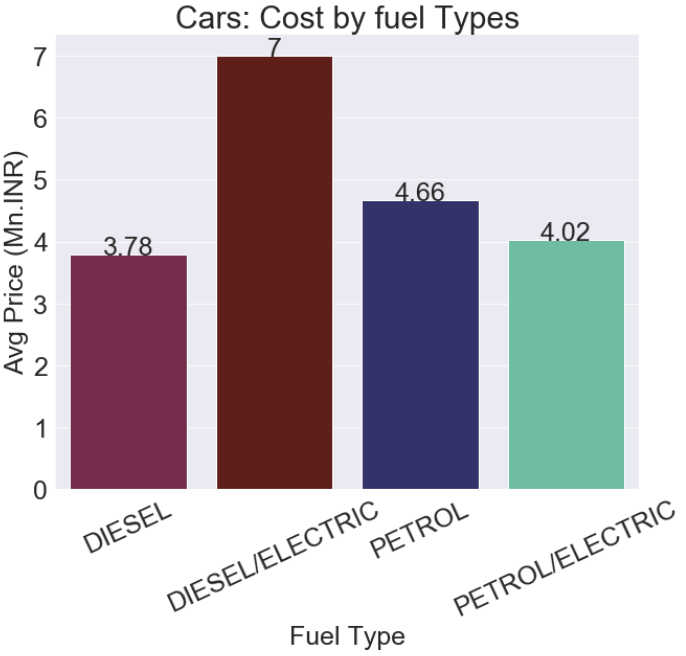 Cars: Cost by fuel Types
7
6
5
4
3
2
1
0
Avg Price (Mn.INR)
3.78
7
4.66
4.02
DIESEL
DIESEL/ELECTRIC
PETROL
PETROL/ELECTRIC
Fuel Type